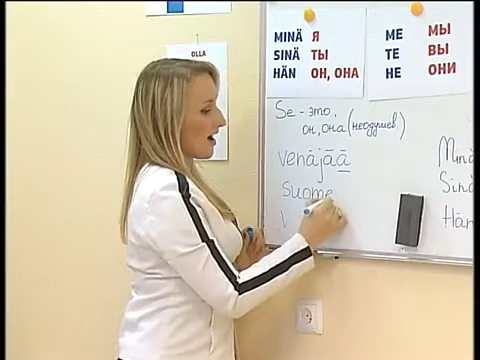 OLLA
MINÄ Я
SINÄ ТЫ
HÄN ОН, ОНА
ME МЫ
TE ВЫ
HE ОНИ
Se - это,
он, она (неодушев)
venäjää
suome
Minä
Sinä
Hän